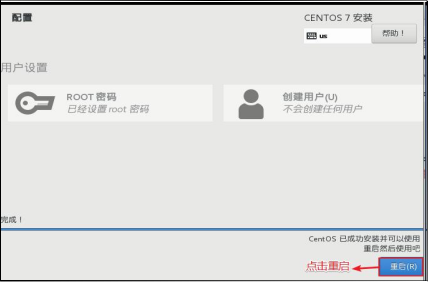 配置
CENTOS 7 安装
us
帮助！
用户设置
ROOT 密码
已经设置 root 密码
创建用户(U)
不会创建任何用户
完成！
CentOS 已成功安装并可以使用
重启然后使用吧
点击重启
重启(R)